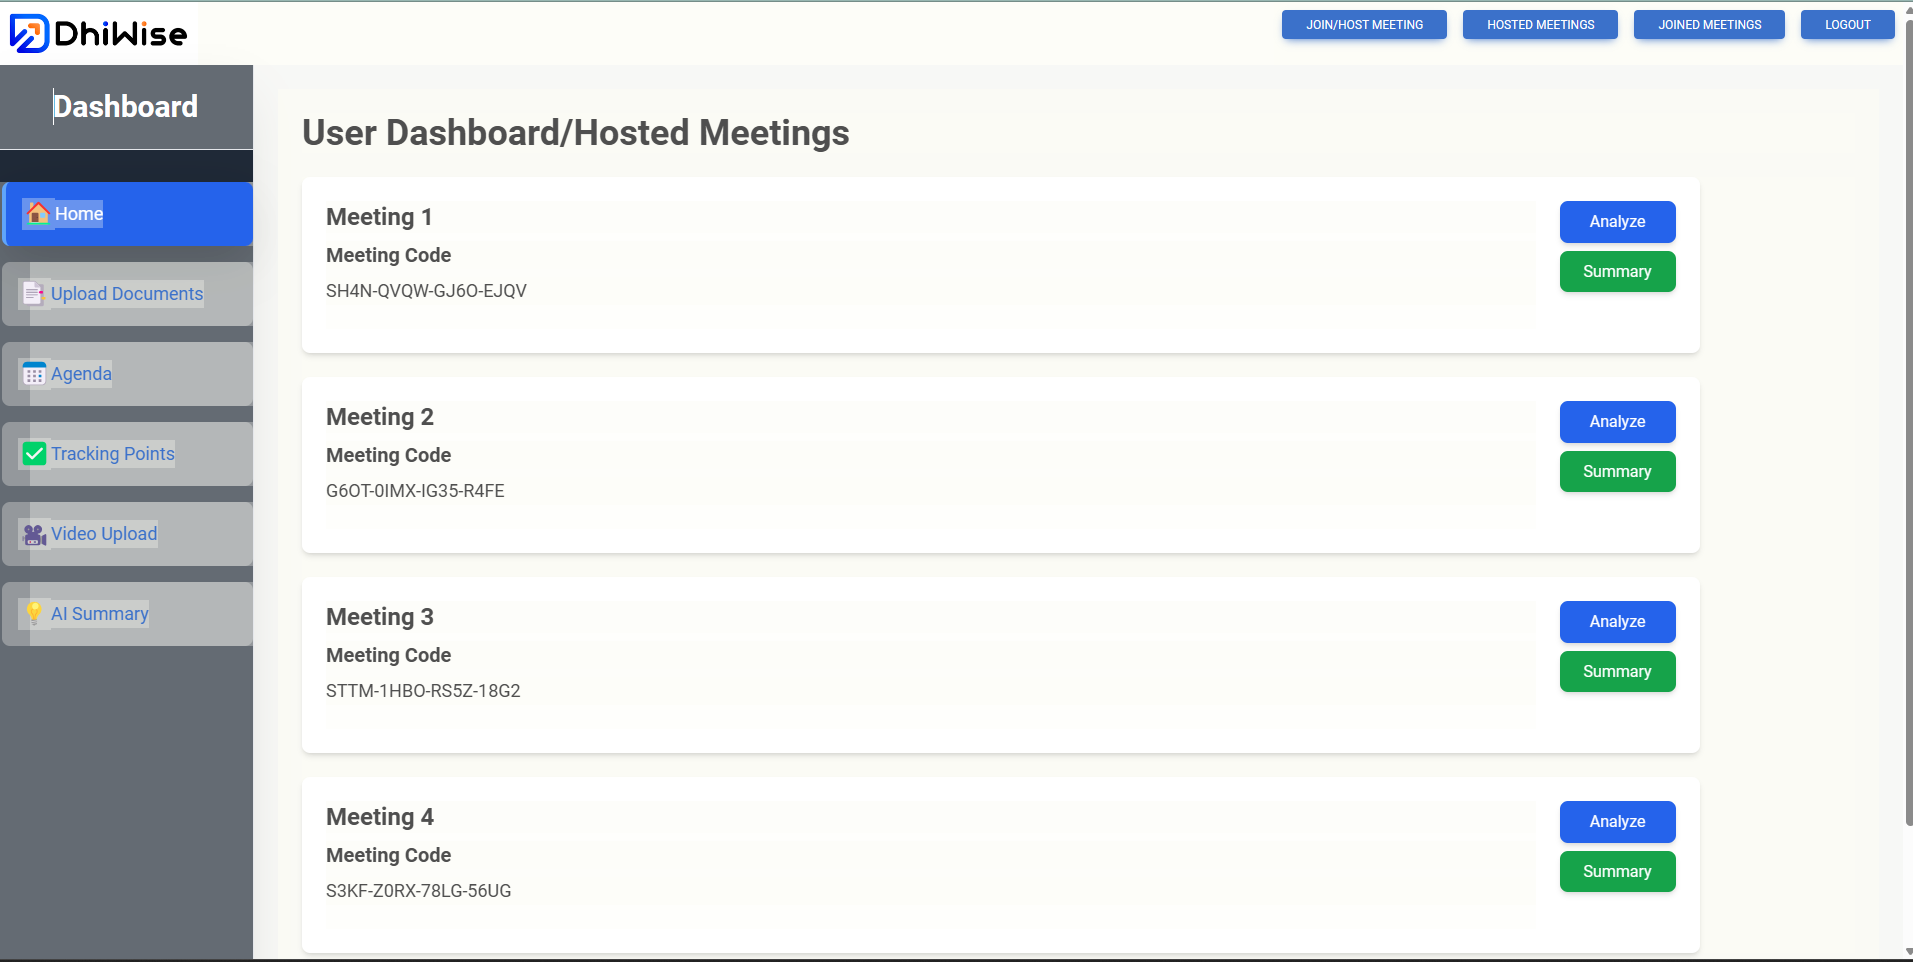 DhiWise
JOIN/HOST MEETING
HOSTED MEETINGS
JOINED MEETINGS
LOGOUT
Dashboard
Home
Upload Documents
Agenda
Tracking Points
Video Upload
AI Summary
User Dashboard/Hosted Meetings
Meeting 1
Meeting Code
SH4N-QVQW-GJ6O-EJQV
Analyze
Summary
Meeting 2
Meeting Code
G6OT-0IMX-IG35-R4FE
Analyze
Summary
Meeting 3
Meeting Code
STTM-1HBO-RS5Z-18G2
Analyze
Summary
Meeting 4
Meeting Code
S3KF-Z0RX-78LG-56UG
Analyze
Summary